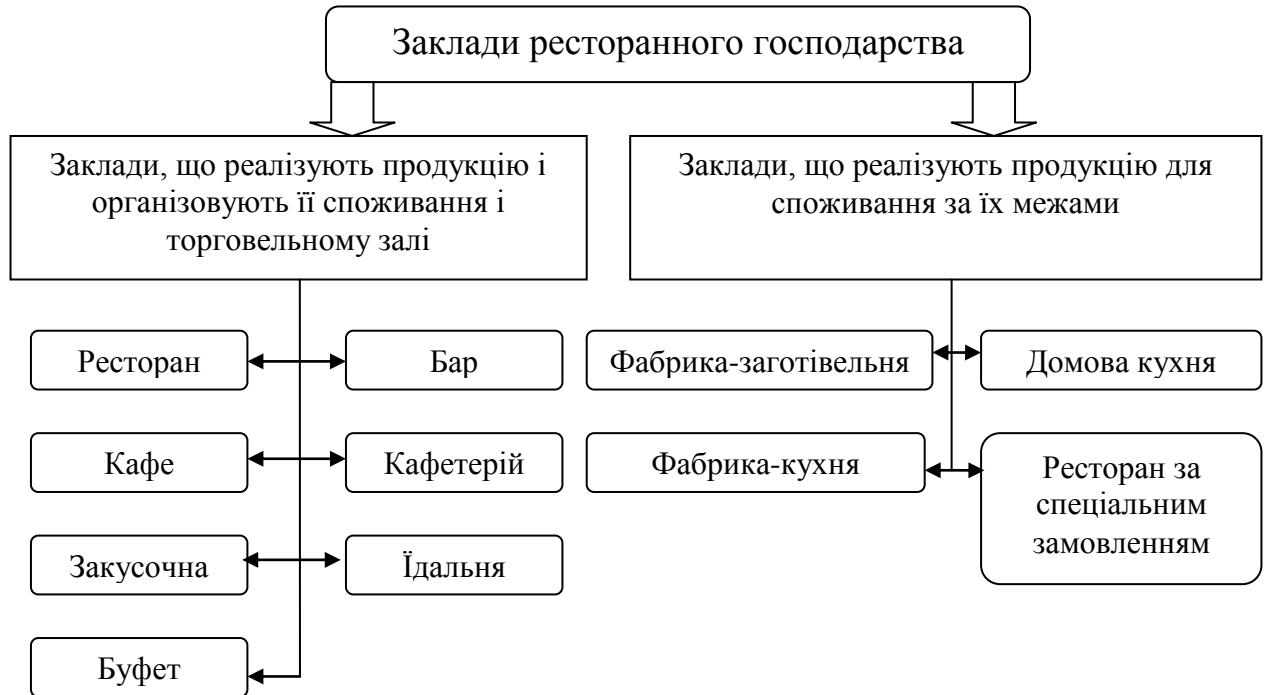 Заклади ресторанного господарства
Заклади, що реалізують продукцію і
організовують її споживання і
торговельному залі
Заклади, що реалізують продукцію для
споживання за їх межами
Ресторан
Бар
Фабрика-заготівельня
Домова кухня
Кафе
Кафетерій
Фабрика-кухня
Ресторан за
спеціальним
замовленням
Закусочна
Їдальня
Буфет